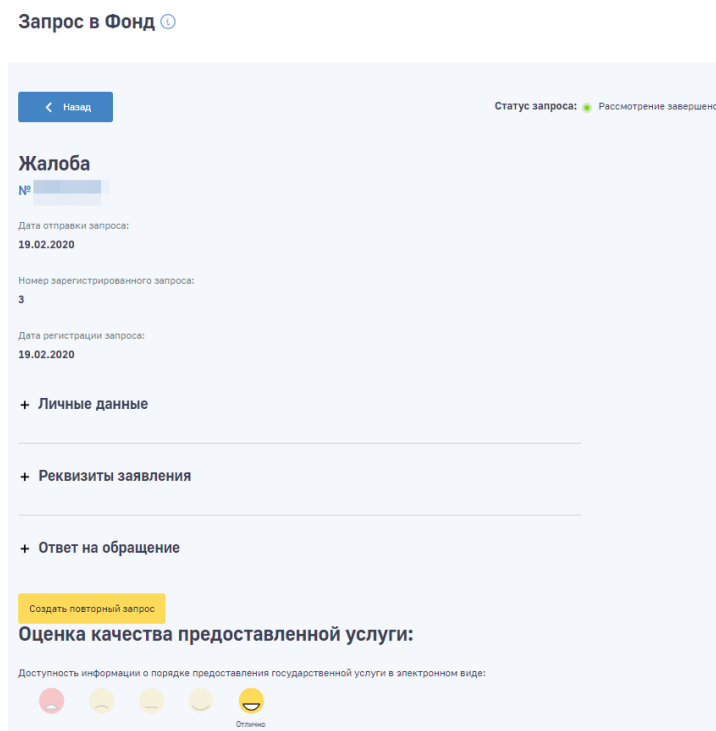 Запрос в Фонд
Назад
Статус запроса: Рассмотрение завершено
Жалоба
№
Дата отправки запроса:
19.02.2020
Номер зарегистрированного запроса:
3
Дата регистрации запроса:
19.02.2020
+ Личные данные
+ Реквизиты заявления
+ Ответ на обращение
Создать повторный запрос
Оценка качества предоставленной услуги:
Доступность информации о порядке предоставления государственной услуги в электронном виде:
Отлично